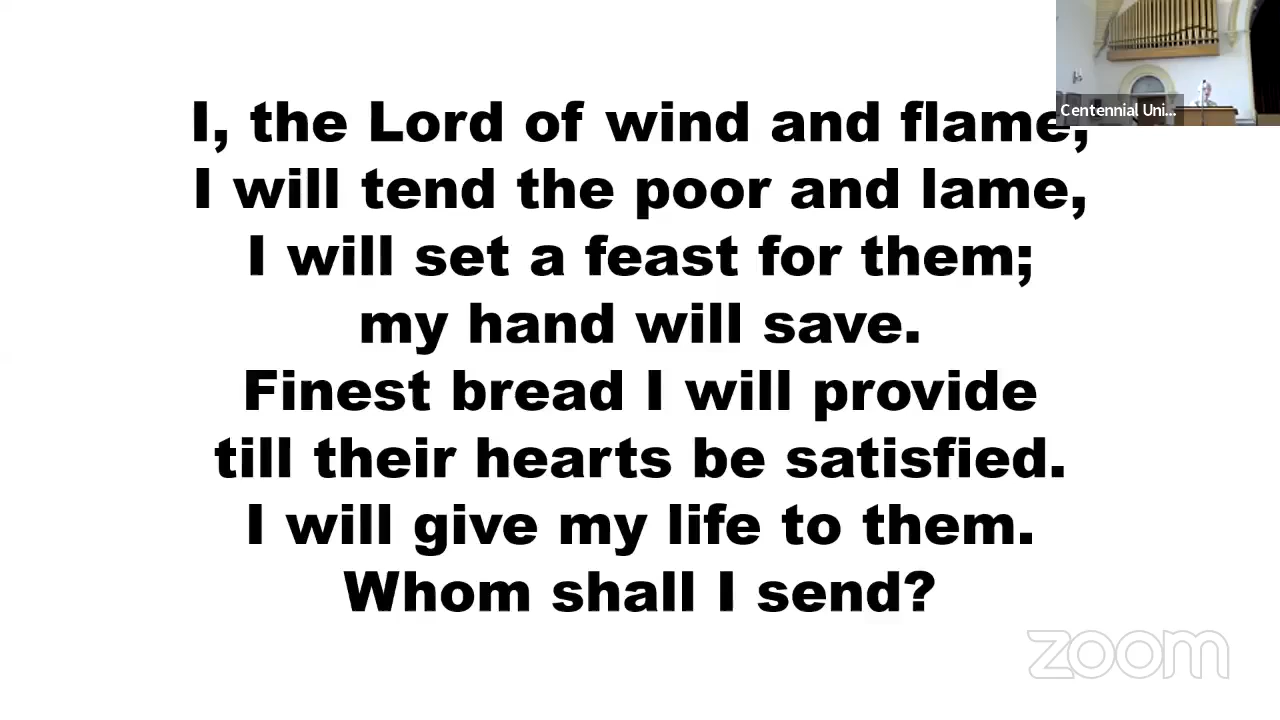 Centennial Uni...
I, the Lord of wind and flame,
I will tend the poor and lame,
I will set a feast for them;
my hand will save.
Finest bread I will provide
till their hearts be satisfied.
I will give my life to them.
Whom shall I send?
zoom